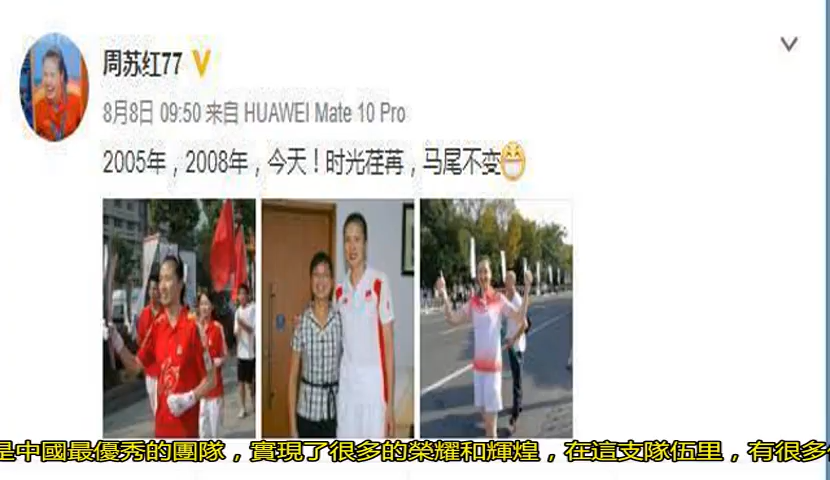 周苏红77
8月8日 09:50 来自 HUAWEI Mate 10 Pro
2005年，2008年，今天！时光荏苒，马尾不变
是中國最優秀的團隊，實現了很多的榮耀和輝煌，在這支隊伍里，有很多